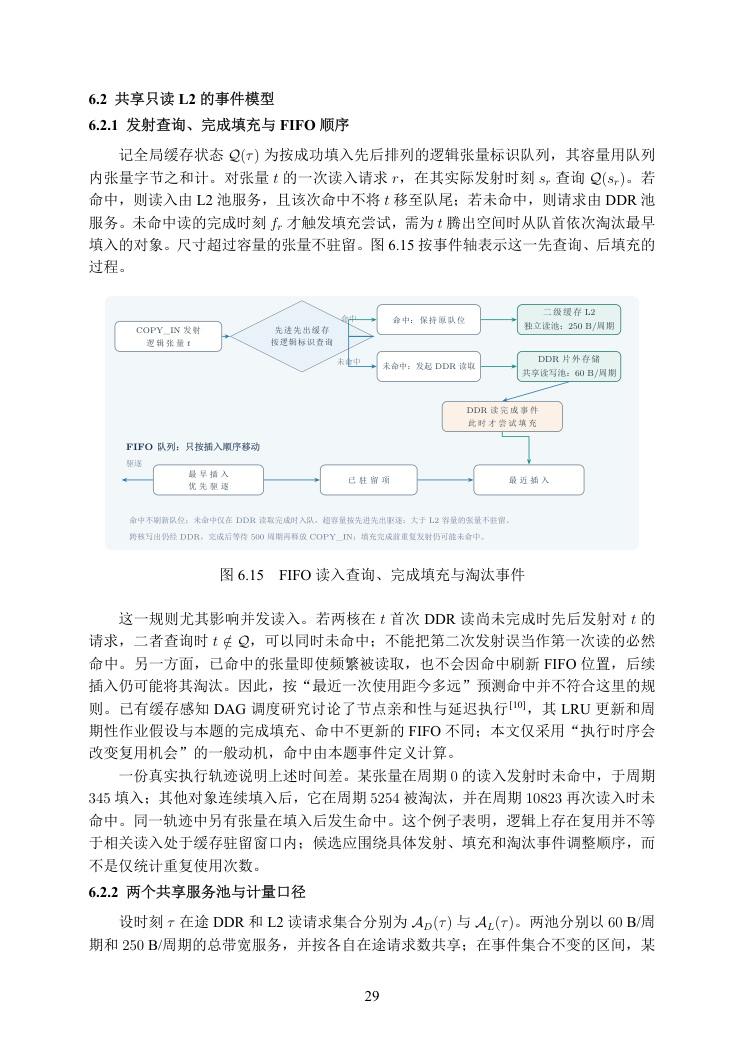 6.2 共享只读 L2 的事件模型
6.2.1 发射查询、完成填充与 FIFO 顺序
记全局缓存状态 Q(τ) 为按成功填入先后排列的逻辑张量标识队列，其容量用队列
内张量字节之和计。对张量 t 的一次读入请求 r，在其实际发射时刻 s_r 查询 Q(s_r)。若
命中，则读入由 L2 池服务，且该次命中不将 t 移至队尾；若未命中，则请求由 DDR 池
服务。未命中读的完成时刻 f_r 才触发填充尝试，需为 t 腾出空间时从队首依次淘汰最早
填入的对象。尺寸超过容量的张量不驻留。图 6.15 按事件轴表示这一先查询、后填充的
过程。
COPY_IN 发射
逻辑张量 t
先进先出缓存
按逻辑标识查询
命中
命中：保持原队位
二级缓存 L2
独立读池：250 B/周期
未命中
未命中：发起 DDR 读取
DDR 片外存储
共享读写池：60 B/周期
DDR 读完成事件
此时才尝试填充
FIFO 队列：只按插入顺序移动
驱逐
最早插入
优先驱逐
已驻留项
最近插入
命中不刷新队位；未命中仅在 DDR 读取完成时入队。超容量按先进先出驱逐；大于 L2 容量的张量不驻留。
跨核写出仍经 DDR，完成后等待 500 周期再释放 COPY_IN；填充完成前重复发射仍可能未命中。
图 6.15 FIFO 读入查询、完成填充与淘汰事件
这一规则尤其影响并发读入。若两核在 t 首次 DDR 读尚未完成时先后发射对 t 的
请求，二者查询时 t ∉ Q，可以同时未命中；不能把第二次发射误当作第一次读的必然
命中。另一方面，已命中的张量即使频繁被读取，也不会因命中刷新 FIFO 位置，后续
插入仍可能将其淘汰。因此，按“最近一次使用距今多远”预测命中并不符合这里的规
则。已有缓存感知 DAG 调度研究讨论了节点亲和性与延迟执行[10]，其 LRU 更新和周
期性作业假设与本题的完成填充、命中不更新的 FIFO 不同；本文仅采用“执行时序会
改变复用机会”的一般动机，命中由本题事件定义计算。
一份真实执行轨迹说明上述时间差。某张量在周期 0 的读入发射时未命中，于周期
345 填入；其他对象连续填入后，它在周期 5254 被淘汰，并在周期 10823 再次读入时未
命中。同一轨迹中另有张量在填入后发生命中。这个例子表明，逻辑上存在复用并不等
于相关读入处于缓存驻留窗口内；候选应围绕具体发射、填充和淘汰事件调整顺序，而
不是仅统计重复使用次数。
6.2.2 两个共享服务池与计量口径
设时刻 τ 在途 DDR 和 L2 读请求集合分别为 A_D(τ) 与 A_L(τ)。两池分别以 60 B/周
期和 250 B/周期的总带宽服务，并按各自在途请求数共享；在事件集合不变的区间，某
29